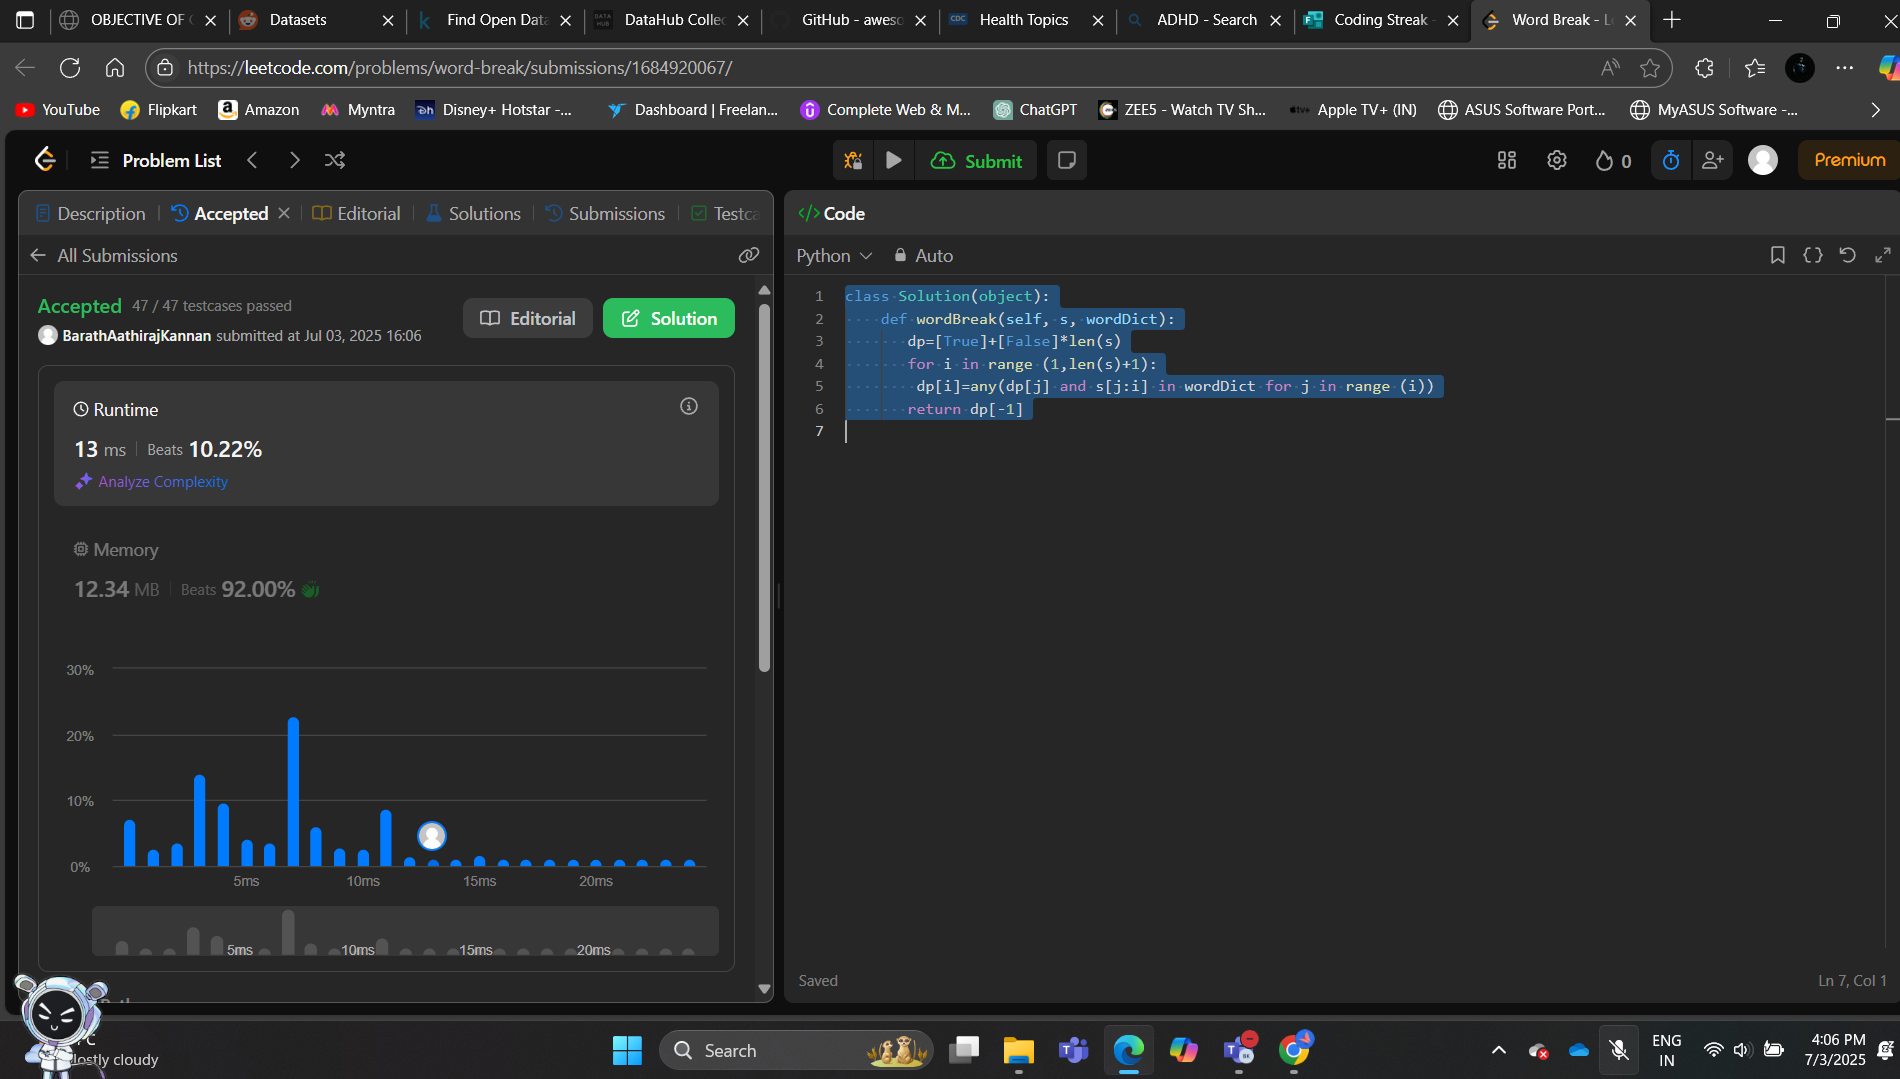 OBJECTIVE OF
Datasets
Find Open Data
DataHub Collec
GitHub - aweso
CDC
Health Topics
ADHD - Search
Coding Streak -
Word Break - L
https://leetcode.com/problems/word-break/submissions/1684920067/
YouTube
Flipkart
Amazon
Myntra
Disney+ Hotstar -...
Dashboard | Freelan...
Complete Web & M...
ChatGPT
ZEE5 - Watch TV Sh...
Apple TV+ (IN)
ASUS Software Port...
MyASUS Software -...
Problem List
Submit
0
Premium
Description
Accepted
Editorial
Solutions
Submissions
Testca
All Submissions
Accepted 47 / 47 testcases passed
BarathAathirajKannan submitted at Jul 03, 2025 16:06
Editorial
Solution
Runtime
13 ms
Beats 10.22%
Analyze Complexity
Memory
12.34 MB
Beats 92.00%
30%
20%
10%
0%
5ms
10ms
15ms
20ms
5ms
10ms
15ms
20ms
Code
Python
Auto
1 class Solution(object):
2 def wordBreak(self, s, wordDict):
3 dp=[True]+[False]*len(s)
4 for i in range (1,len(s)+1):
5 dp[i]=any(dp[j] and s[j:i] in wordDict for j in range (i))
6 return dp[-1]
7
Saved
Ln 7, Col 1
Search
ENG
IN
4:06 PM
7/3/2025